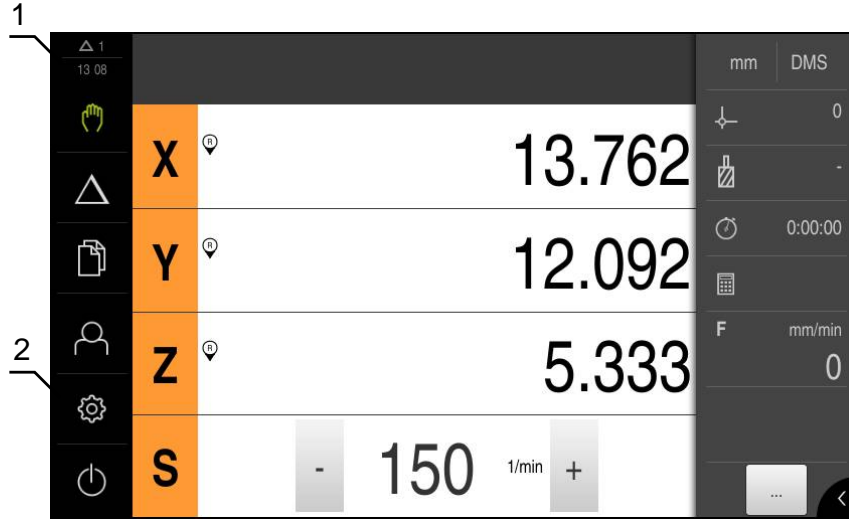 1
1
13 08
mm DMS
X R 13.762
0
-
Y R 12.092
0:00:00
2
Z R 5.333
F mm/min
0
S - 150 1/min +
...